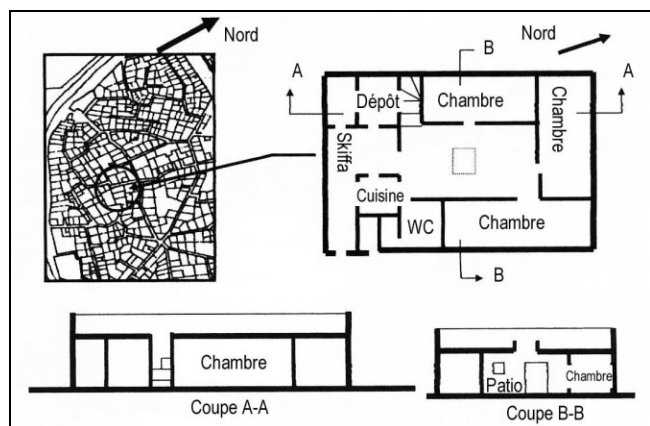 Nord
Nord
B
A
A
Dépôt
Chambre
Chambre
Skiffa
Cuisine
WC
Chambre
B
Chambre
Coupe A-A
Patio
Chambre
Coupe B-B